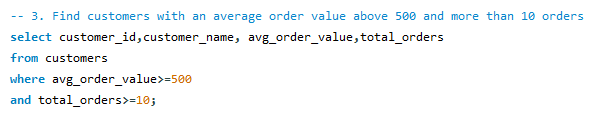 -- 3. Find customers with an average order value above 500 and more than 10 orders
select customer_id,customer_name, avg_order_value,total_orders
from customers
where avg_order_value>=500
and total_orders>=10;